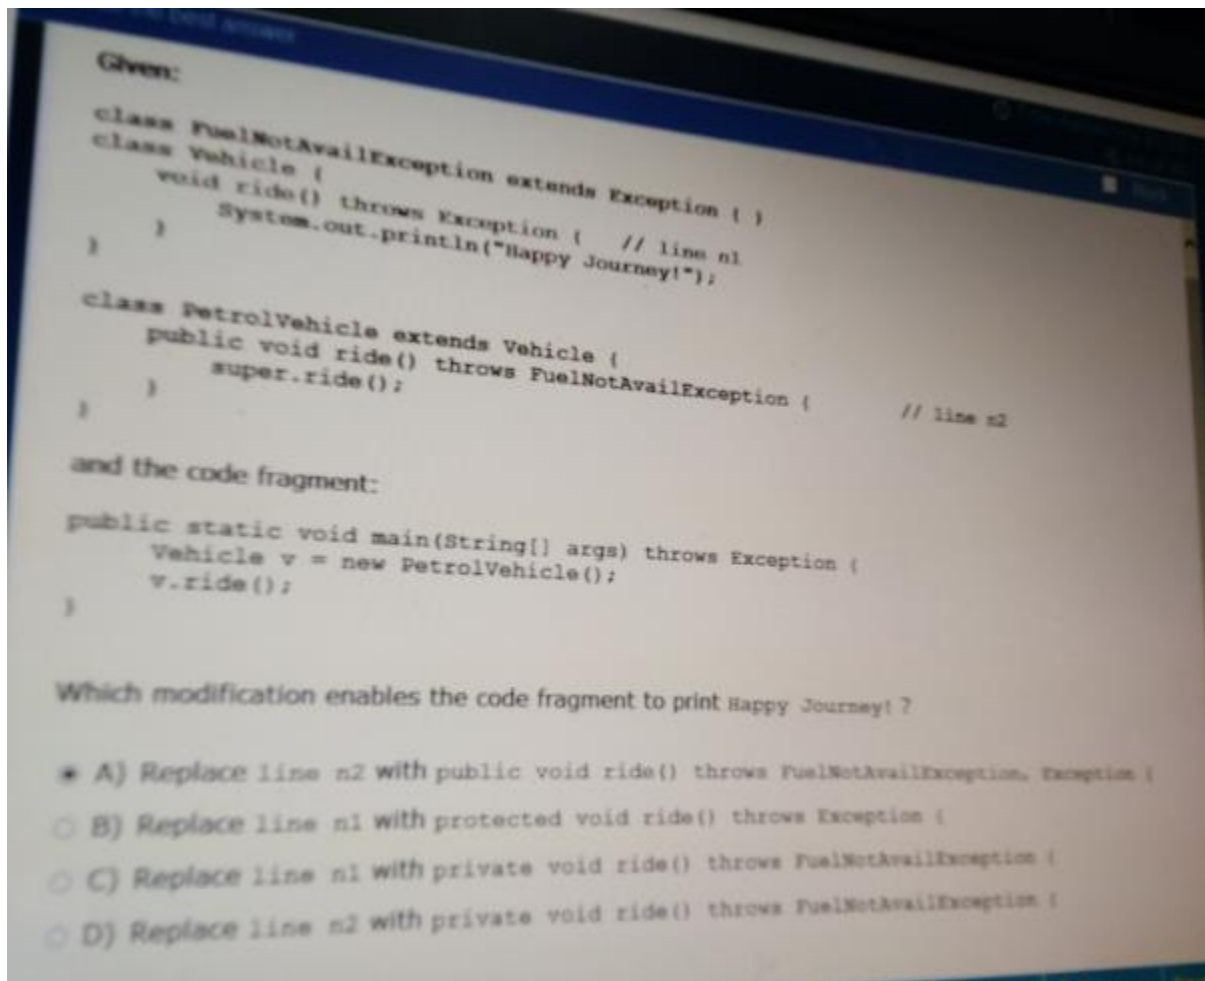 best answer
Given:
class FuelNotAvailException extends Exception { }
class Vehicle {
void ride() throws Exception { // line n1
System.out.println("Happy Journey!");
}
}
class PetrolVehicle extends Vehicle {
public void ride() throws FuelNotAvailException { // line n2
super.ride();
}
}
and the code fragment:
public static void main(String[] args) throws Exception {
Vehicle v = new PetrolVehicle();
v.ride();
}
Which modification enables the code fragment to print Happy Journey! ?
A) Replace line n2 with public void ride() throws FuelNotAvailException, Exception {
B) Replace line n1 with protected void ride() throws Exception {
C) Replace line n1 with private void ride() throws FuelNotAvailException {
D) Replace line n2 with private void ride() throws FuelNotAvailException {